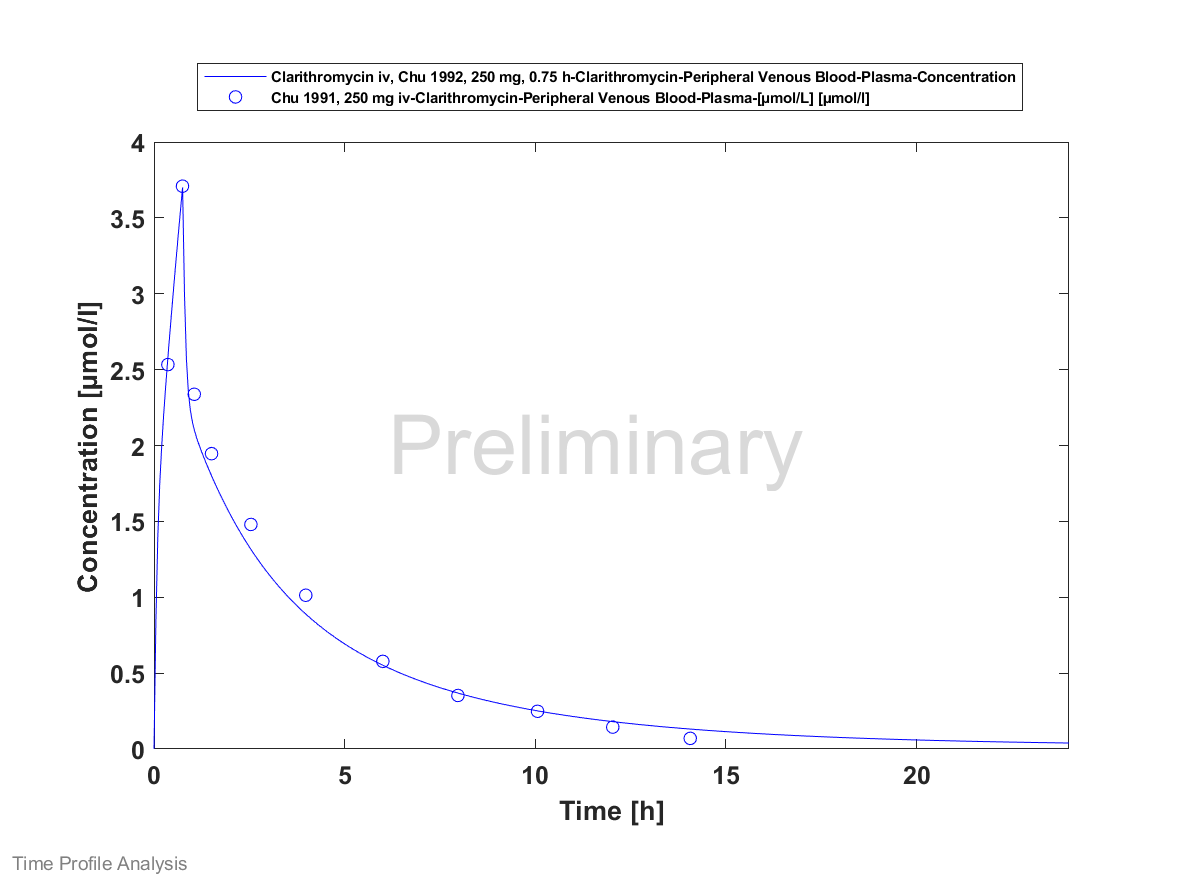 Clarithromycin iv, Chu 1992, 250 mg, 0.75 h-Clarithromycin-Peripheral Venous Blood-Plasma-Concentration
Chu 1991, 250 mg iv-Clarithromycin-Peripheral Venous Blood-Plasma-[µmol/L] [µmol/l]
4
3.5
3
2.5
2
1.5
1
0.5
0
Concentration [µmol/l]
Preliminary
0 5 10 15 20
Time [h]
Time Profile Analysis